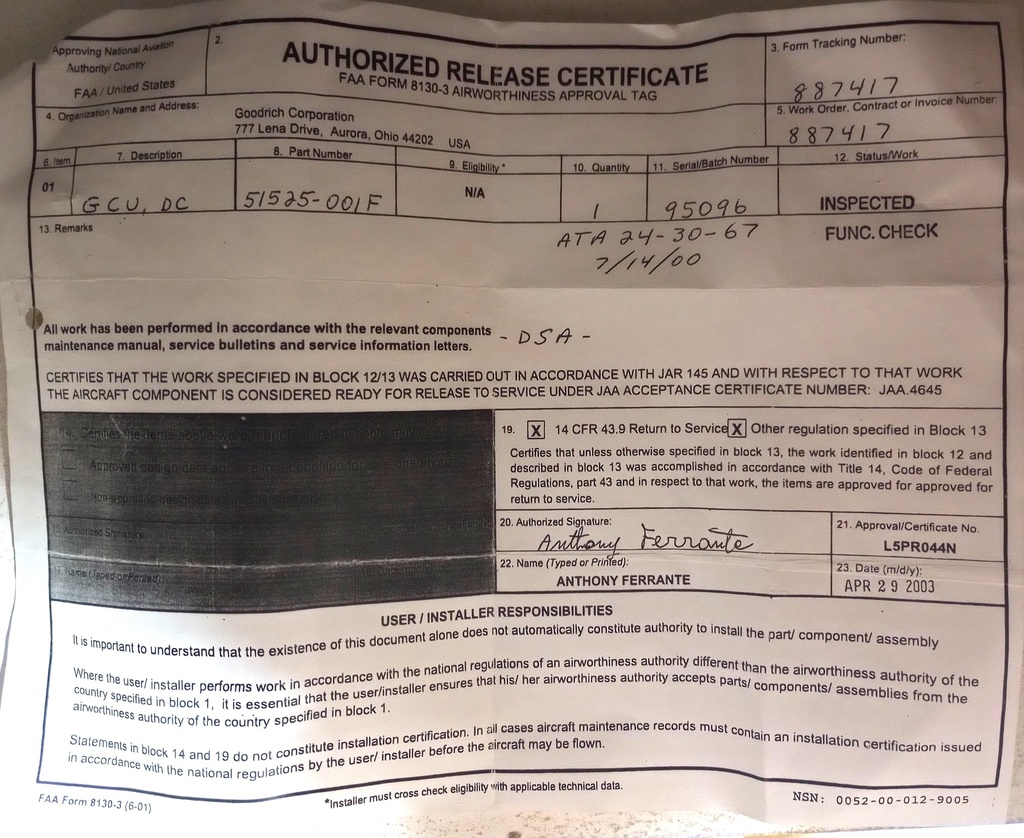 Approving National Aviation
Authority/ Country
FAA / United States
2.
AUTHORIZED RELEASE CERTIFICATE
FAA FORM 8130-3 AIRWORTHINESS APPROVAL TAG
3. Form Tracking Number:
887417
4. Organization Name and Address:
Goodrich Corporation
777 Lena Drive, Aurora, Ohio 44202 USA
5. Work Order, Contract or Invoice Number:
887417
6. Item
7. Description
8. Part Number
9. Eligibility *
10. Quantity
11. Serial/Batch Number
12. Status/Work
01
GCU, DC
51525-001F
N/A
1
95096
INSPECTED
FUNC. CHECK
13. Remarks
ATA 24-30-67
7/14/00
All work has been performed in accordance with the relevant components
maintenance manual, service bulletins and service information letters.
- DSA -
CERTIFIES THAT THE WORK SPECIFIED IN BLOCK 12/13 WAS CARRIED OUT IN ACCORDANCE WITH JAR 145 AND WITH RESPECT TO THAT WORK
THE AIRCRAFT COMPONENT IS CONSIDERED READY FOR RELEASE TO SERVICE UNDER JAA ACCEPTANCE CERTIFICATE NUMBER: JAA.4645
Certifies the items above were
Authorized Signature
Name (Typed or Printed):
19. X 14 CFR 43.9 Return to Service X Other regulation specified in Block 13
Certifies that unless otherwise specified in block 13, the work identified in block 12 and
described in block 13 was accomplished in accordance with Title 14, Code of Federal
Regulations, part 43 and in respect to that work, the items are approved for approved for
return to service.
20. Authorized Signature:
Anthony Ferrante
21. Approval/Certificate No.
L5PR044N
22. Name (Typed or Printed):
ANTHONY FERRANTE
23. Date (m/d/y):
APR 29 2003
USER / INSTALLER RESPONSIBILITIES
It is important to understand that the existence of this document alone does not automatically constitute authority to install the part/ component/ assembly
Where the user/ installer performs work in accordance with the national regulations of an airworthiness authority different than the airworthiness authority of the
country specified in block 1, it is essential that the user/installer ensures that his/ her airworthiness authority accepts parts/ components/ assemblies from the
airworthiness authority of the country specified in block 1.
Statements in block 14 and 19 do not constitute installation certification. In all cases aircraft maintenance records must contain an installation certification issued
in accordance with the national regulations by the user/ installer before the aircraft may be flown.
FAA Form 8130-3 (6-01)
*Installer must cross check eligibility with applicable technical data.
NSN: 0052-00-012-9005